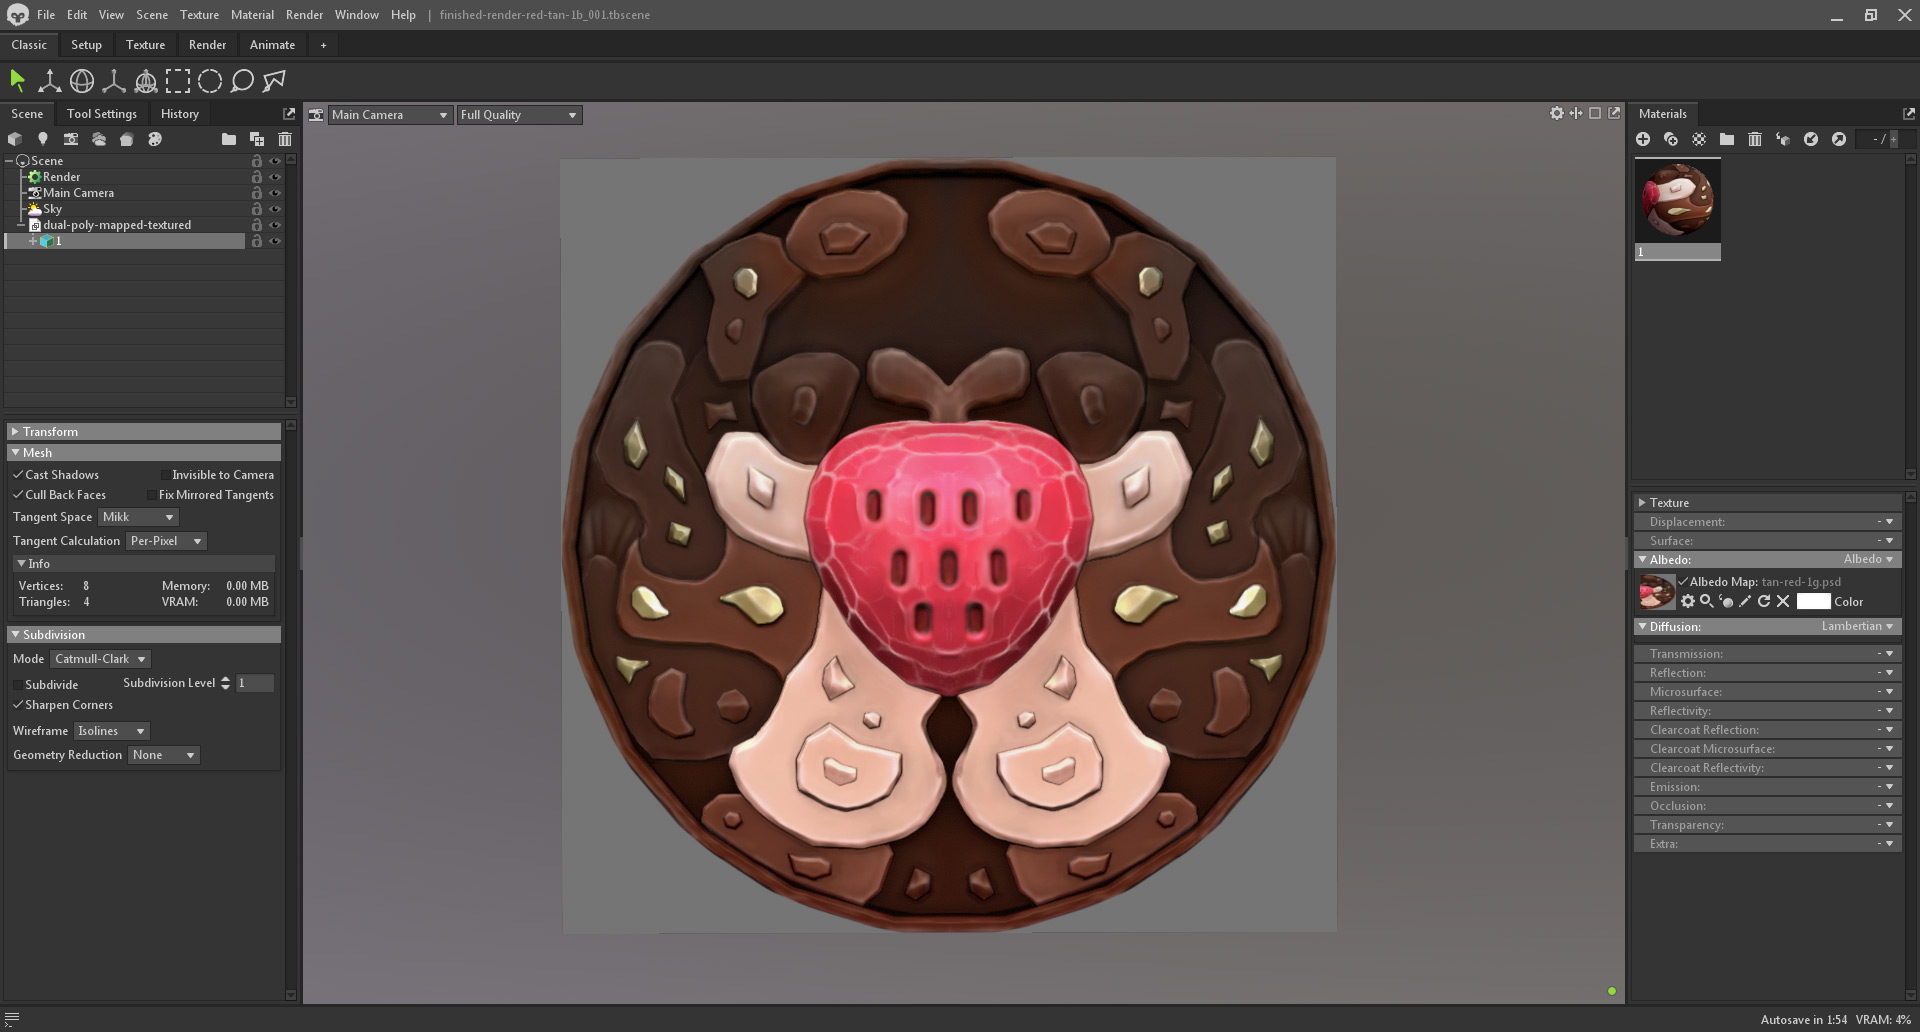 File Edit View Scene Texture Material Render Window Help | finished-render-red-tan-1b_001.tbscene
Classic Setup Texture Render Animate +
Scene Tool Settings History
Main Camera Full Quality
Materials
- / +
Scene
Render
Main Camera
Sky
dual-poly-mapped-textured
1
1
Transform
Mesh
Cast Shadows Invisible to Camera
Cull Back Faces Fix Mirrored Tangents
Tangent Space Mikk
Tangent Calculation Per-Pixel
Info
Vertices: 8 Memory: 0.00 MB
Triangles: 4 VRAM: 0.00 MB
Subdivision
Mode Catmull-Clark
Subdivide Subdivision Level 1
Sharpen Corners
Wireframe Isolines
Geometry Reduction None
Texture
Displacement: -
Surface: -
Albedo: Albedo
Albedo Map: tan-red-1g.psd
Color
Diffusion: Lambertian
Transmission: -
Reflection: -
Microsurface: -
Reflectivity: -
Clearcoat Reflection: -
Clearcoat Microsurface: -
Clearcoat Reflectivity: -
Emission: -
Occlusion: -
Transparency: -
Extra: -
Autosave in 1:54 VRAM: 4%